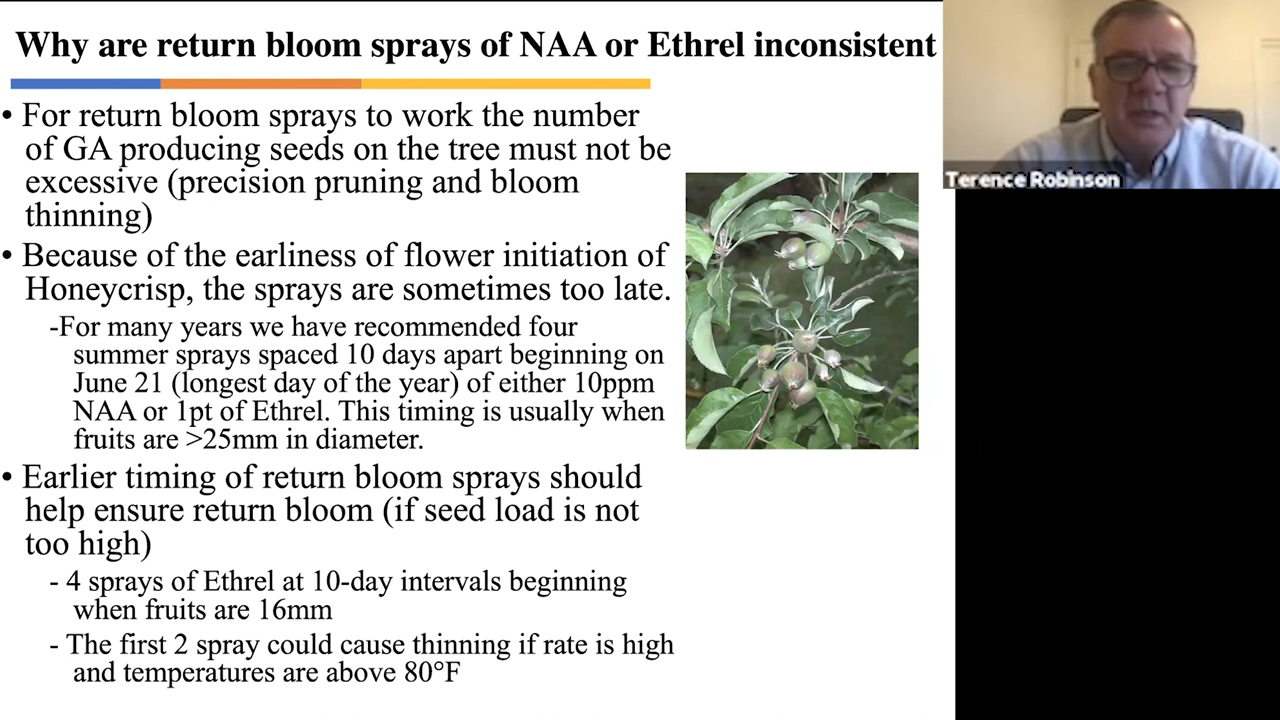 Why are return bloom sprays of NAA or Ethrel inconsistent
• For return bloom sprays to work the number
of GA producing seeds on the tree must not be
excessive (precision pruning and bloom
thinning)
• Because of the earliness of flower initiation of
Honeycrisp, the sprays are sometimes too late.
-For many years we have recommended four
summer sprays spaced 10 days apart beginning on
June 21 (longest day of the year) of either 10ppm
NAA or 1pt of Ethrel. This timing is usually when
fruits are >25mm in diameter.
• Earlier timing of return bloom sprays should
help ensure return bloom (if seed load is not
too high)
- 4 sprays of Ethrel at 10-day intervals beginning
when fruits are 16mm
- The first 2 spray could cause thinning if rate is high
and temperatures are above 80°F
Terence Robinson